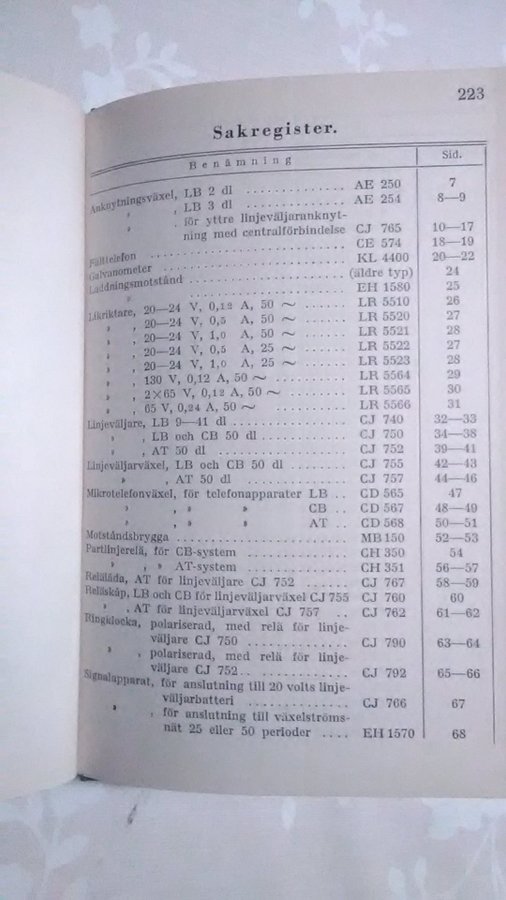 223
Sakregister.
Benämning Sid.
Anknytningsväxel, LB 2 dl .............. AE 250 7
» , LB 3 dl .............. AE 254 8—9
» , för yttre linjeväljaranknyt-
ning med centralförbindelse CJ 765 10—17
Fälttelefon .............................. CE 574 18—19
Galvanometer ........................... KL 4400 20—22
Laddningsmotstånd ...................... (äldre typ) 24
» ...................... EH 1580 25
Likriktare, 20—24 V, 0,12 A, 50 ~ ........ LR 5510 26
» , 20—24 V, 0,5 A, 50 ~ ........ LR 5520 27
» , 20—24 V, 1,0 A, 50 ~ ........ LR 5521 28
» , 20—24 V, 0,5 A, 25 ~ ........ LR 5522 27
» , 20—24 V, 1,0 A, 25 ~ ........ LR 5523 28
» , 130 V, 0,12 A, 50 ~ .......... LR 5564 29
» , 2×65 V, 0,12 A, 50 ~ ......... LR 5565 30
» , 65 V, 0,24 A, 50 ~ ........... LR 5566 31
Linjeväljare, LB 9—41 dl ................ CJ 740 32—33
» , LB och CB 50 dl ............ CJ 750 34—38
» , AT 50 dl .................. CJ 752 39—41
Linjeväljarväxel, LB och CB 50 dl ........ CJ 755 42—43
» , AT 50 dl .............. CJ 757 44—46
Mikrotelefonväxel, för telefonapparater LB .. CD 565 47
» , » » CB .. CD 567 48—49
» , » » AT .. CD 568 50—51
Motståndsbrygga ........................ MB 150 52—53
Partlinjerelä, för CB-system .............. CH 350 54
» , » AT-system .............. CH 351 56—57
Relälåda, AT för linjeväljare CJ 752 ...... CJ 767 58—59
Reläskåp, LB och CB för linjeväljarväxel CJ 755 CJ 760 60
» , AT för linjeväljarväxel CJ 757 .. CJ 762 61—62
Ringklocka, polariserad, med relä för linje-
väljare CJ 750 .............. CJ 790 63—64
» , polariserad, med relä för linje-
väljare CJ 752.. ............ CJ 792 65—66
Signalapparat, för anslutning till 20 volts linje-
väljarbatteri .............. CJ 766 67
» , för anslutning till växelströms-
nät 25 eller 50 perioder .... EH 1570 68